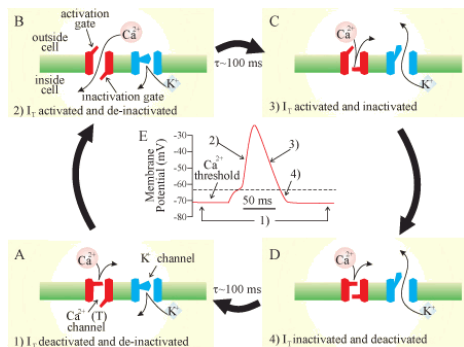 B
activation
gate
Ca2+
outside
cell
inside
cell
K+
inactivation gate
2) IT activated and de-inactivated
τ~100 ms
C
Ca2+
K+
3) IT activated and inactivated
E
Membrane
Potential (mV)
-30
-40
-50
-60
-70
-80
2)
3)
4)
Ca2+
threshold
50 ms
1)
A
Ca2+
K channel
K+
Ca2+ (T)
channel
1) IT deactivated and de-inactivated
τ~100 ms
D
Ca2+
K+
4) IT inactivated and deactivated